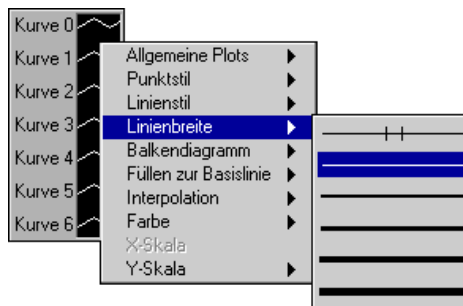 Kurve 0
Kurve 1
Kurve 2
Kurve 3
Kurve 4
Kurve 5
Kurve 6
Allgemeine Plots
Punktstil
Linienstil
Linienbreite
Balkendiagramm
Füllen zur Basislinie
Interpolation
Farbe
X-Skala
Y-Skala